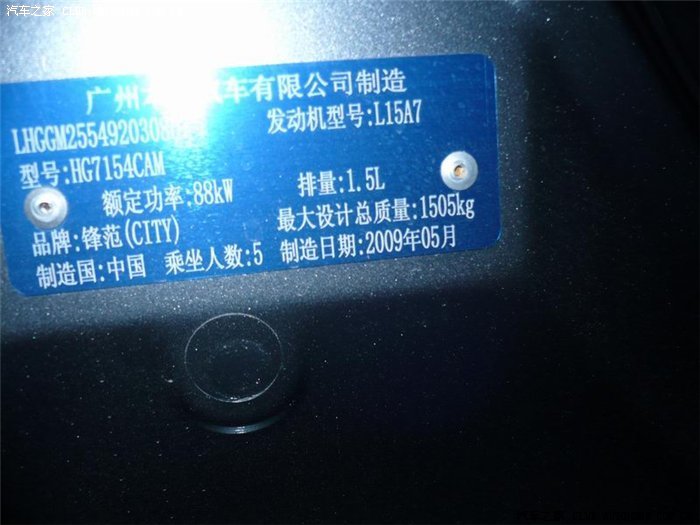 汽车之家
广州 汽车有限公司制造
LHGGM2554920308
发动机型号:L15A7
型号:HG7154CAM
额定功率:88kW 排量:1.5L
最大设计总质量:1505kg
品牌:锋范(CITY)
制造国:中国 乘坐人数:5 制造日期:2009年05月